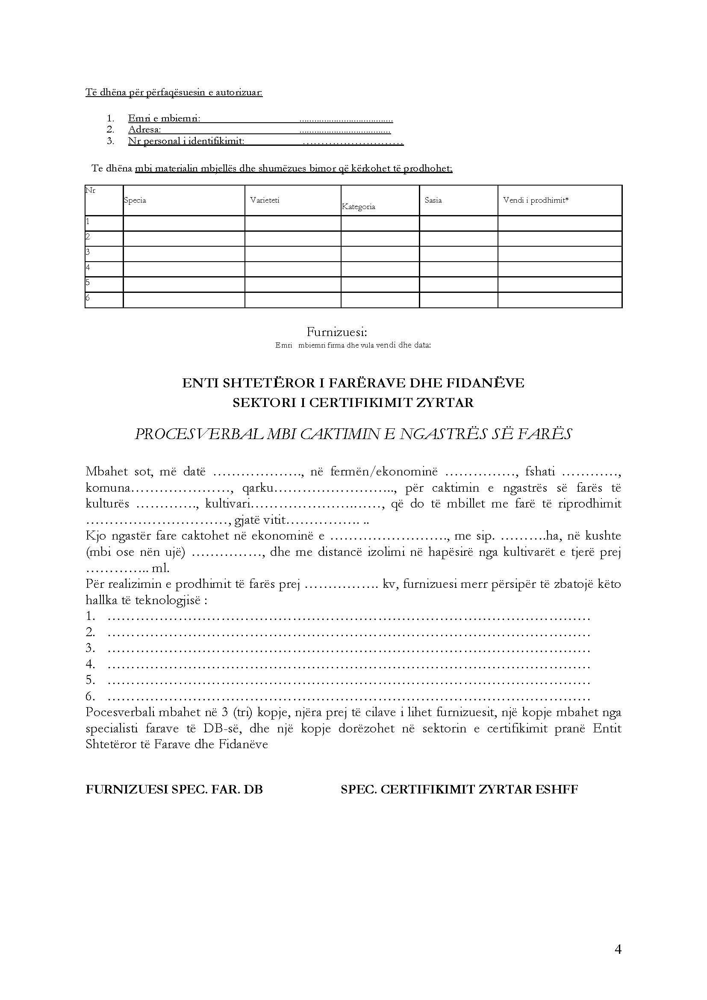 Të dhëna për përfaqësuesin e autorizuar:
1. Emri e mbiemri: ......................................
2. Adresa: .....................................
3. Nr personal i identifikimit: ………………………
Te dhëna mbi materialin mbjellës dhe shumëzues bimor që kërkohet të prodhohet:
Nr Specia Varieteti Kategoria Sasia Vendi i prodhimit*
1
2
3
4
5
6
Furnizuesi:
Emri mbiemri firma dhe vula vendi dhe data:
ENTI SHTETËROR I FARËRAVE DHE FIDANËVE
SEKTORI I CERTIFIKIMIT ZYRTAR
PROCESVERBAL MBI CAKTIMIN E NGASTRËS SË FARËS
Mbahet sot, më datë ………………., në fermën/ekonominë ……………, fshati …………,
komuna…………………, qarku…………………….., për caktimin e ngastrës së farës të
kulturës …………., kultivari………………….……, që do të mbillet me farë të riprodhimit
…………………………, gjatë vitit……………. ..
Kjo ngastër fare caktohet në ekonominë e ……………………., me sip. ……….ha, në kushte
(mbi ose nën ujë) ……………, dhe me distancë izolimi në hapësirë nga kultivarët e tjerë prej
………….. ml.
Për realizimin e prodhimit të farës prej ……………. kv, furnizuesi merr përsipër të zbatojë këto
hallka të teknologjisë :
1. …………………………………………………………………………………………
2. …………………………………………………………………………………………
3. …………………………………………………………………………………………
4. …………………………………………………………………………………………
5. …………………………………………………………………………………………
6. …………………………………………………………………………………………
Pocesverbali mbahet në 3 (tri) kopje, njëra prej të cilave i lihet furnizuesit, një kopje mbahet nga
specialisti farave të DB-së, dhe një kopje dorëzohet në sektorin e certifikimit pranë Entit
Shtetëror të Farave dhe Fidanëve
FURNIZUESI SPEC. FAR. DB SPEC. CERTIFIKIMIT ZYRTAR ESHFF
4